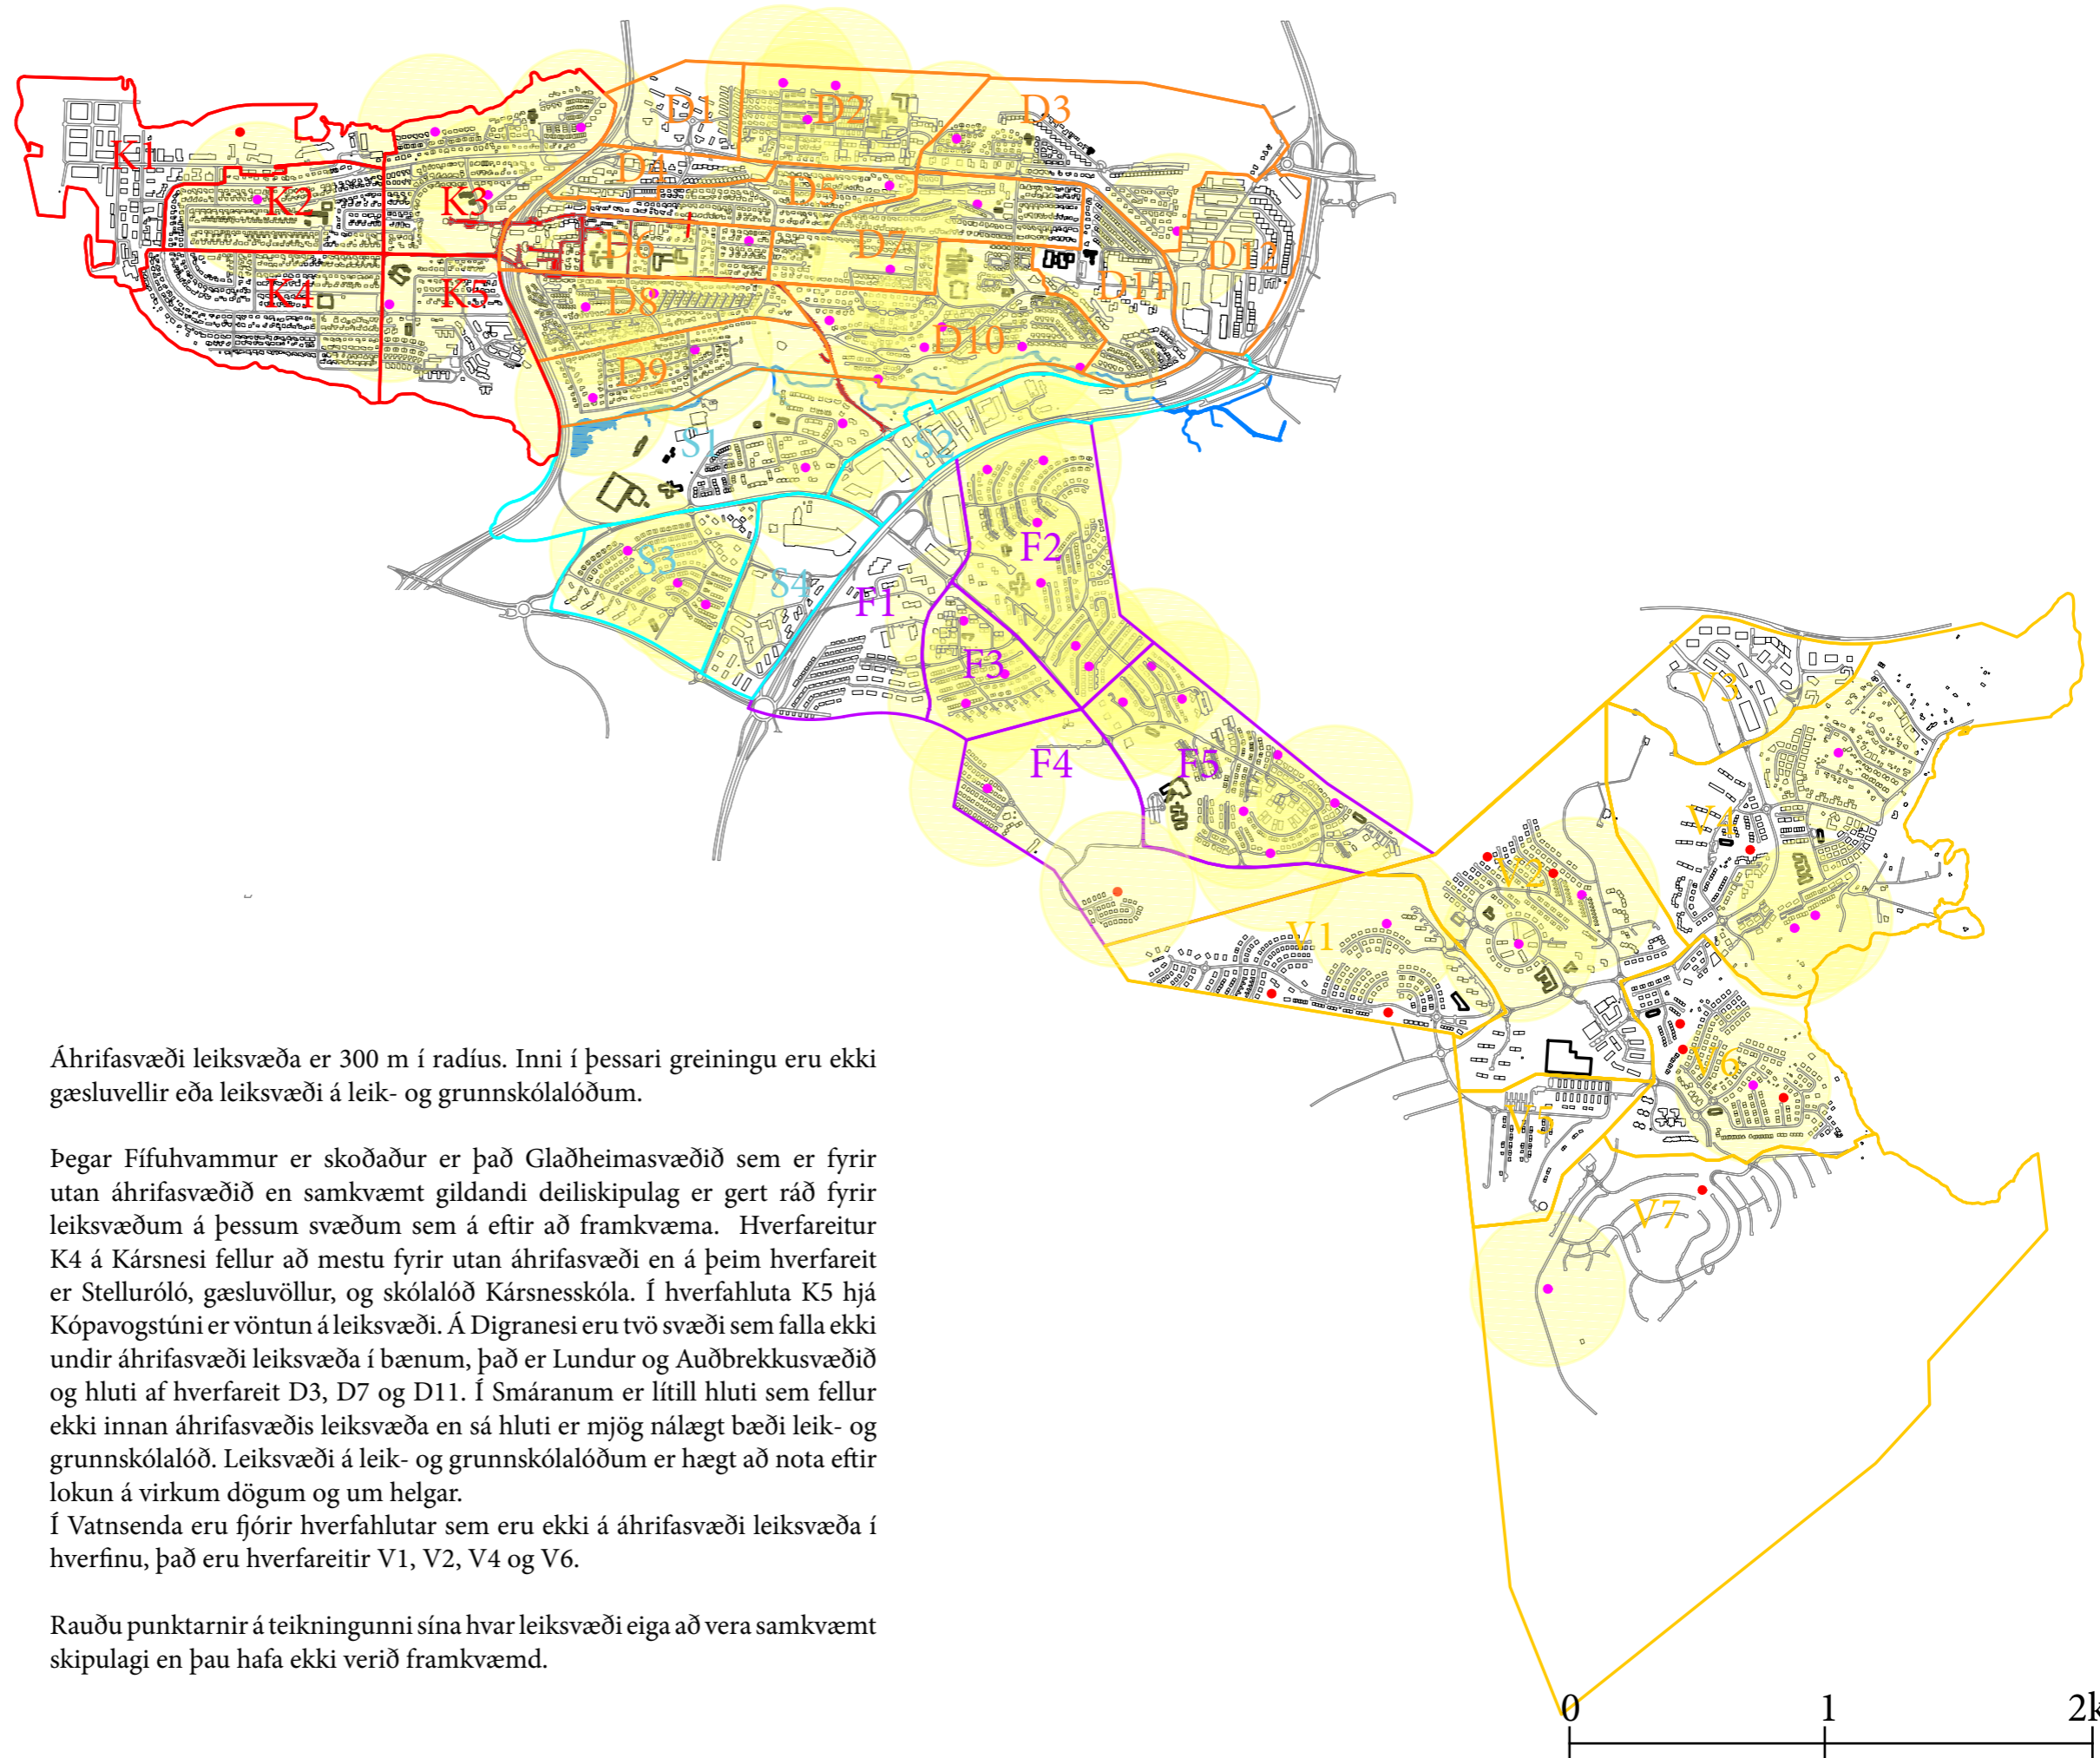 D1
D2
D3
K1
D4
D5
K2
K3
D6
D7
D12
K4
K5
D8
D11
D10
D9
S1
S2
F2
S3
S4
F1
F3
V3
F4
F5
V4
V2
V1
V6
V5
V7
Áhrifasvæði leiksvæða er 300 m í radíus. Inni í þessari greiningu eru ekki
gæsluvellir eða leiksvæði á leik- og grunnskólalóðum.
Þegar Fífuhvammur er skoðaður er það Glaðheimasvæðið sem er fyrir
utan áhrifasvæðið en samkvæmt gildandi deiliskipulag er gert ráð fyrir
leiksvæðum á þessum svæðum sem á eftir að framkvæma. Hverfareitur
K4 á Kársnesi fellur að mestu fyrir utan áhrifasvæði en á þeim hverfareit
er Stelluróló, gæsluvöllur, og skólalóð Kársnesskóla. Í hverfahluta K5 hjá
Kópavogstúni er vöntun á leiksvæði. Á Digranesi eru tvö svæði sem falla ekki
undir áhrifasvæði leiksvæða í bænum, það er Lundur og Auðbrekkusvæðið
og hluti af hverfareit D3, D7 og D11. Í Smáranum er lítill hluti sem fellur
ekki innan áhrifasvæðis leiksvæða en sá hluti er mjög nálægt bæði leik- og
grunnskólalóð. Leiksvæði á leik- og grunnskólalóðum er hægt að nota eftir
lokun á virkum dögum og um helgar.
Í Vatnsenda eru fjórir hverfahlutar sem eru ekki á áhrifasvæði leiksvæða í
hverfinu, það eru hverfareitir V1, V2, V4 og V6.
Rauðu punktarnir á teikningunni sína hvar leiksvæði eiga að vera samkvæmt
skipulagi en þau hafa ekki verið framkvæmd.
0 1 2k